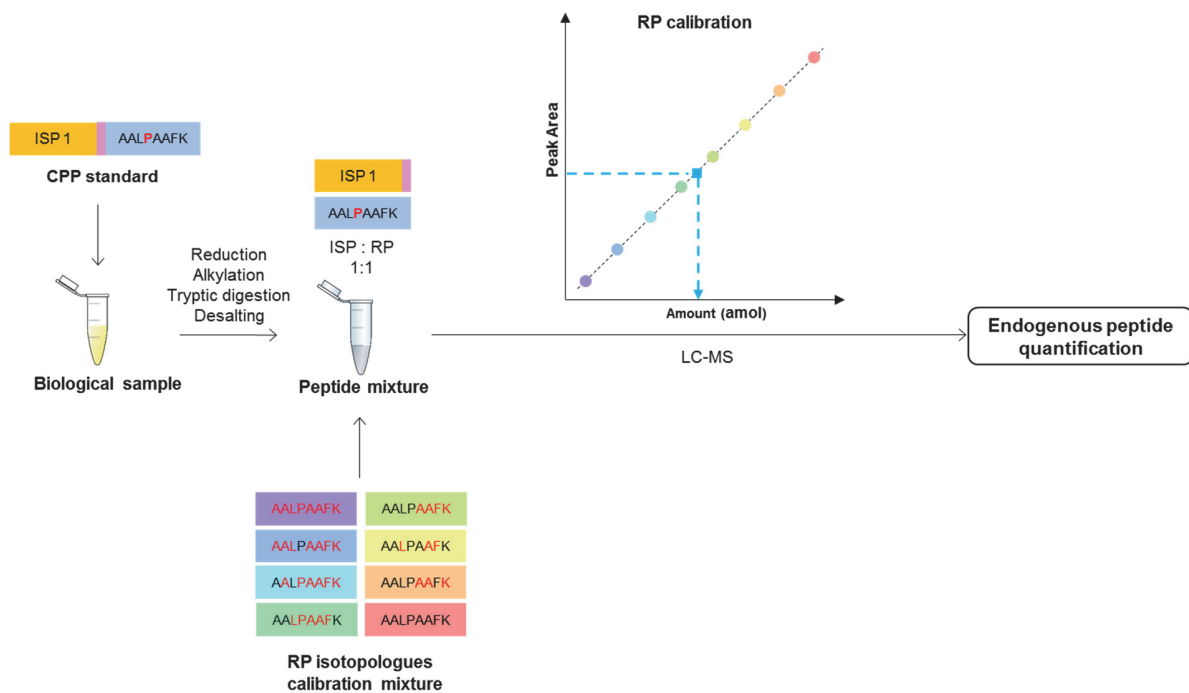 RP calibration
Peak Area
Amount (amol)
ISP 1
AALPAAFK
CPP standard
ISP 1
AALPAAFK
ISP : RP
1:1
Reduction
Alkylation
Tryptic digestion
Desalting
Biological sample
Peptide mixture
LC-MS
Endogenous peptide
quantification
AALPAAFK
AALPAAFK
AALPAAFK
AALPAAFK
AALPAAFK
AALPAAFK
AALPAAFK
AALPAAFK
RP isotopologues
calibration mixture